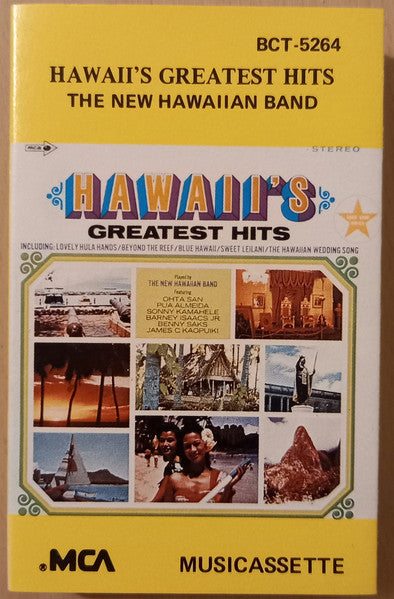 BCT-5264
HAWAII'S GREATEST HITS
THE NEW HAWAIIAN BAND
MCA
STEREO
HAWAII'S
GREATEST HITS
INCLUDING: LOVELY HULA HANDS/BEYOND THE REEF/BLUE HAWAII/SWEET LEILANI/THE HAWAIIAN WEDDING SONG
Played by
THE NEW HAWAIIAN BAND
Featuring
OHTA SAN
PUA ALMEIDA
SONNY KAMAHELE
BARNEY ISAACS JR.
BENNY SAKS
JAMES C KAOPUIKI
®MCA
MUSICASSETTE